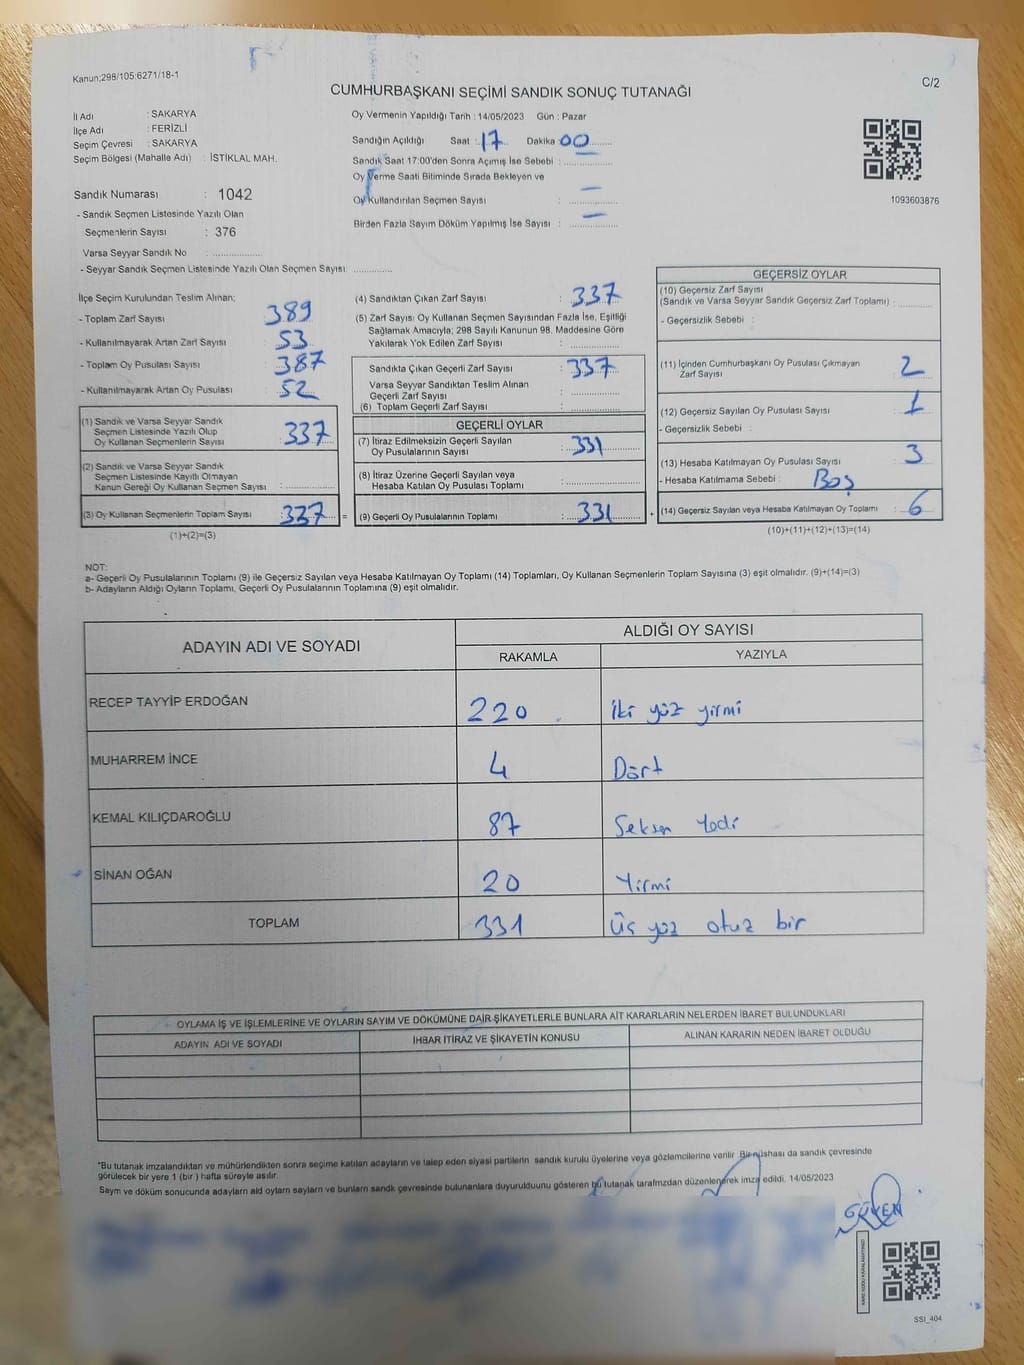 Kanun;298/105;6271/18-1
CUMHURBAŞKANI SEÇİMİ SANDIK SONUÇ TUTANAĞI
C/2
İl Adı : SAKARYA
İlçe Adı : FERİZLİ
Seçim Çevresi : SAKARYA
Seçim Bölgesi (Mahalle Adı) : İSTİKLAL MAH.
Sandık Numarası : 1042
- Sandık Seçmen Listesinde Yazılı Olan
Seçmenlerin Sayısı : 376
Varsa Seyyar Sandık No : ..............
- Seyyar Sandık Seçmen Listesinde Yazılı Olan Seçmen Sayısı: ............
Oy Vermenin Yapıldığı Tarih : 14/05/2023 Gün : Pazar
Sandığın Açıldığı Saat : 17 Dakika : 00
Sandık Saat 17:00'den Sonra Açımış İse Sebebi : ..............
Oy Verme Saati Bitiminde Sırada Bekleyen ve
Oy Kullandırılan Seçmen Sayısı : —
Birden Fazla Sayım Döküm Yapılmış İse Sayısı : —
1093603876
İlçe Seçim Kurulundan Teslim Alınan;
- Toplam Zarf Sayısı 389
- Kullanılmayarak Artan Zarf Sayısı 53
- Toplam Oy Pusulası Sayısı 387
- Kullanılmayarak Artan Oy Pusulası 52
(1) Sandık ve Varsa Seyyar Sandık
Seçmen Listesinde Yazılı Olup
Oy Kullanan Seçmenlerin Sayısı : 337
(2) Sandık ve Varsa Seyyar Sandık
Seçmen Listesinde Kayıtlı Olmayan
Kanun Gereği Oy Kullanan Seçmen Sayısı : ..............
(3) Oy Kullanan Seçmenlerin Toplam Sayısı : 337 =
(1)+(2)=(3)
(4) Sandıktan Çıkan Zarf Sayısı : 337
(5) Zarf Sayısı Oy Kullanan Seçmen Sayısından Fazla İse, Eşitliği
Sağlamak Amacıyla; 298 Sayılı Kanunun 98. Maddesine Göre
Yakılarak Yok Edilen Zarf Sayısı : ..............
Sandıkta Çıkan Geçerli Zarf Sayısı : 337
Varsa Seyyar Sandıktan Teslim Alınan
Geçerli Zarf Sayısı : ..............
(6) Toplam Geçerli Zarf Sayısı : ..............
GEÇERLİ OYLAR
(7) İtiraz Edilmeksizin Geçerli Sayılan
Oy Pusulalarının Sayısı : 331
(8) İtiraz Üzerine Geçerli Sayılan veya
Hesaba Katılan Oy Pusulası Toplamı : ..............
(9) Geçerli Oy Pusulalarının Toplamı : 331 +
GEÇERSİZ OYLAR
(10) Geçersiz Zarf Sayısı
(Sandık ve Varsa Seyyar Sandık Geçersiz Zarf Toplamı) : ........
- Geçersizlik Sebebi :
(11) İçinden Cumhurbaşkanı Oy Pusulası Çıkmayan
Zarf Sayısı : 2
(12) Geçersiz Sayılan Oy Pusulası Sayısı : 1
- Geçersizlik Sebebi :
(13) Hesaba Katılmayan Oy Pusulası Sayısı : 3
- Hesaba Katılmama Sebebi : Boş
(14) Geçersiz Sayılan veya Hesaba Katılmayan Oy Toplamı : 6
(10)+(11)+(12)+(13)=(14)
NOT:
a- Geçerli Oy Pusulalarının Toplamı (9) ile Geçersiz Sayılan veya Hesaba Katılmayan Oy Toplamı (14) Toplamları, Oy Kullanan Seçmenlerin Toplam Sayısına (3) eşit olmalıdır. (9)+(14)=(3)
b- Adayların Aldığı Oyların Toplamı, Geçerli Oy Pusulalarının Toplamına (9) eşit olmalıdır.
ADAYIN ADI VE SOYADI
ALDIĞI OY SAYISI
RAKAMLA YAZIYLA
RECEP TAYYİP ERDOĞAN 220 İki yüz yirmi
MUHARREM İNCE 4 Dört
KEMAL KILIÇDAROĞLU 87 Seksen Yedi
SİNAN OĞAN 20 Yirmi
TOPLAM 331 Üç yüz otuz bir
OYLAMA İŞ VE İŞLEMLERİNE VE OYLARIN SAYIM VE DÖKÜMÜNE DAİR ŞİKAYETLERLE BUNLARA AİT KARARLARIN NELERDEN İBARET BULUNDUKLARI
ADAYIN ADI VE SOYADI İHBAR İTİRAZ VE ŞİKAYETİN KONUSU ALINAN KARARIN NEDEN İBARET OLDUĞU
"Bu tutanak imzalandıktan ve mühürlendikten sonra seçime katılan adayların ve talep eden siyasi partilerin sandık kurulu üyelerine veya gözlemcilerine verilir. Bir nüshası da sandık çevresinde
görülecek bir yere 1 (bir ) hafta süreyle asılır.
Sayım ve döküm sonucunda adayların ald oyların sayların ve bunların sandk çevresinde bulunanlara duyurulduunu gösteren bu tutanak tarafmzdan düzenlenerek imza edildi. 14/05/2023
GÜVEN
SSI_404